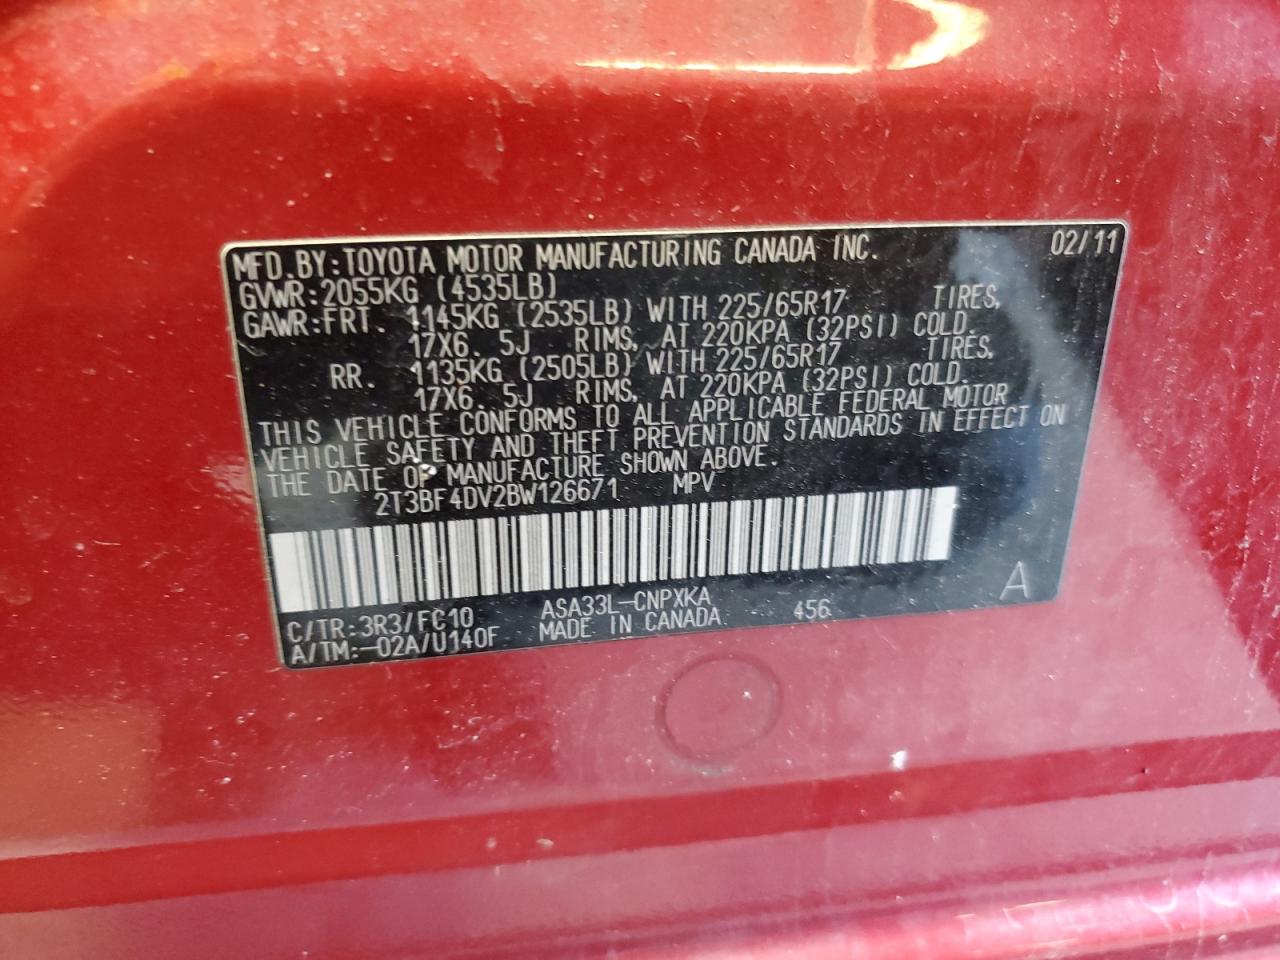 MFD.BY:TOYOTA MOTOR MANUFACTURING CANADA INC. 02/11
GVWR:2055KG (4535LB)
GAWR:FRT. 1145KG (2535LB) WITH 225/65R17 TIRES,
17X6.5J RIMS, AT 220KPA (32PSI) COLD.
RR. 1135KG (2505LB) WITH 225/65R17 TIRES,
17X6.5J RIMS, AT 220KPA (32PSI) COLD.
THIS VEHICLE CONFORMS TO ALL APPLICABLE FEDERAL MOTOR
VEHICLE SAFETY AND THEFT PREVENTION STANDARDS IN EFFECT ON
THE DATE OF MANUFACTURE SHOWN ABOVE.
2T3BF4DV2BW126671 MPV
A
C/TR:3R3/FC10 ASA33L-CNPXKA 456
A/TM:-02A/U140F MADE IN CANADA